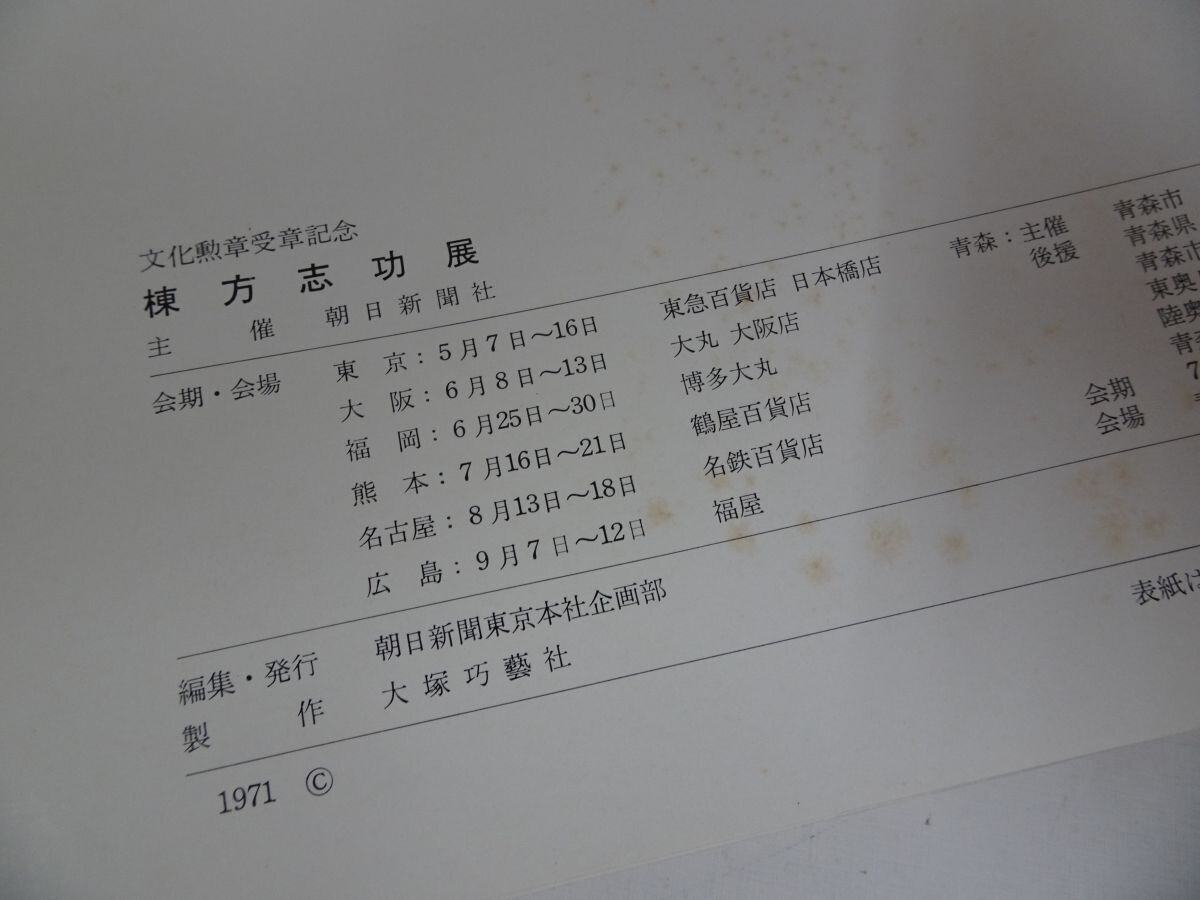 文化勲章受章記念
棟方志功展
主催 朝日新聞社
会期・会場 東京：5月7日～16日 東急百貨店 日本橋店
大阪：6月8日～13日 大丸 大阪店
福岡：6月25日～30日 博多大丸
熊本：7月16日～21日 鶴屋百貨店
名古屋：8月13日～18日 名鉄百貨店
広島：9月7日～12日 福屋
青森：主催 青森市
青森県
後援 青森市
東奥
陸奥
会期 7
会場
編集・発行 朝日新聞東京本社企画部
製作 大塚巧藝社
表紙は
1971 ©